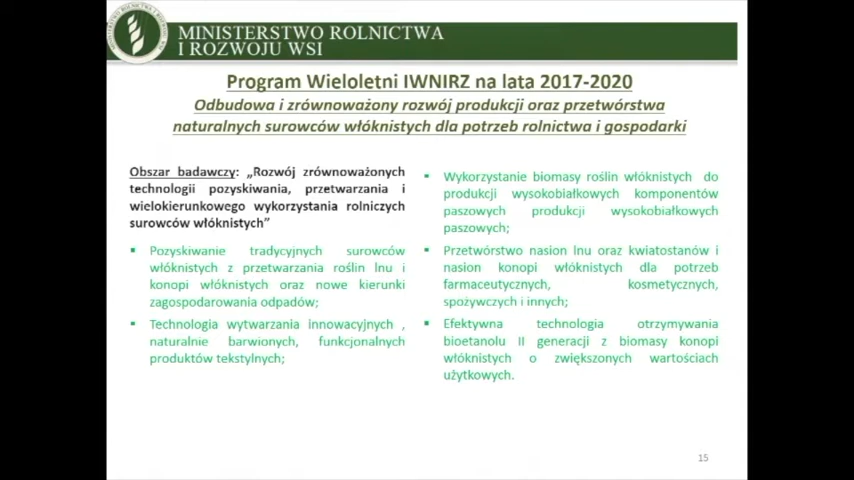 MINISTERSTWO ROLNICTWA
I ROZWOJU WSI
Program Wieloletni IWNIRZ na lata 2017-2020
Odbudowa i zrównoważony rozwój produkcji oraz przetwórstwa
naturalnych surowców włóknistych dla potrzeb rolnictwa i gospodarki
Obszar badawczy: „Rozwój zrównoważonych
technologii pozyskiwania, przetwarzania i
wielokierunkowego wykorzystania rolniczych
surowców włóknistych”
▪ Pozyskiwanie tradycyjnych surowców
włóknistych z przetwarzania roślin lnu i
konopi włóknistych oraz nowe kierunki
zagospodarowania odpadów;
▪ Technologia wytwarzania innowacyjnych ,
naturalnie barwionych, funkcjonalnych
produktów tekstylnych;
▪ Wykorzystanie biomasy roślin włóknistych do
produkcji wysokobiałkowych komponentów
paszowych produkcji wysokobiałkowych
paszowych;
▪ Przetwórstwo nasion lnu oraz kwiatostanów i
nasion konopi włóknistych dla potrzeb
farmaceutycznych, kosmetycznych,
spożywczych i innych;
▪ Efektywna technologia otrzymywania
bioetanolu II generacji z biomasy konopi
włóknistych o zwiększonych wartościach
użytkowych.
15